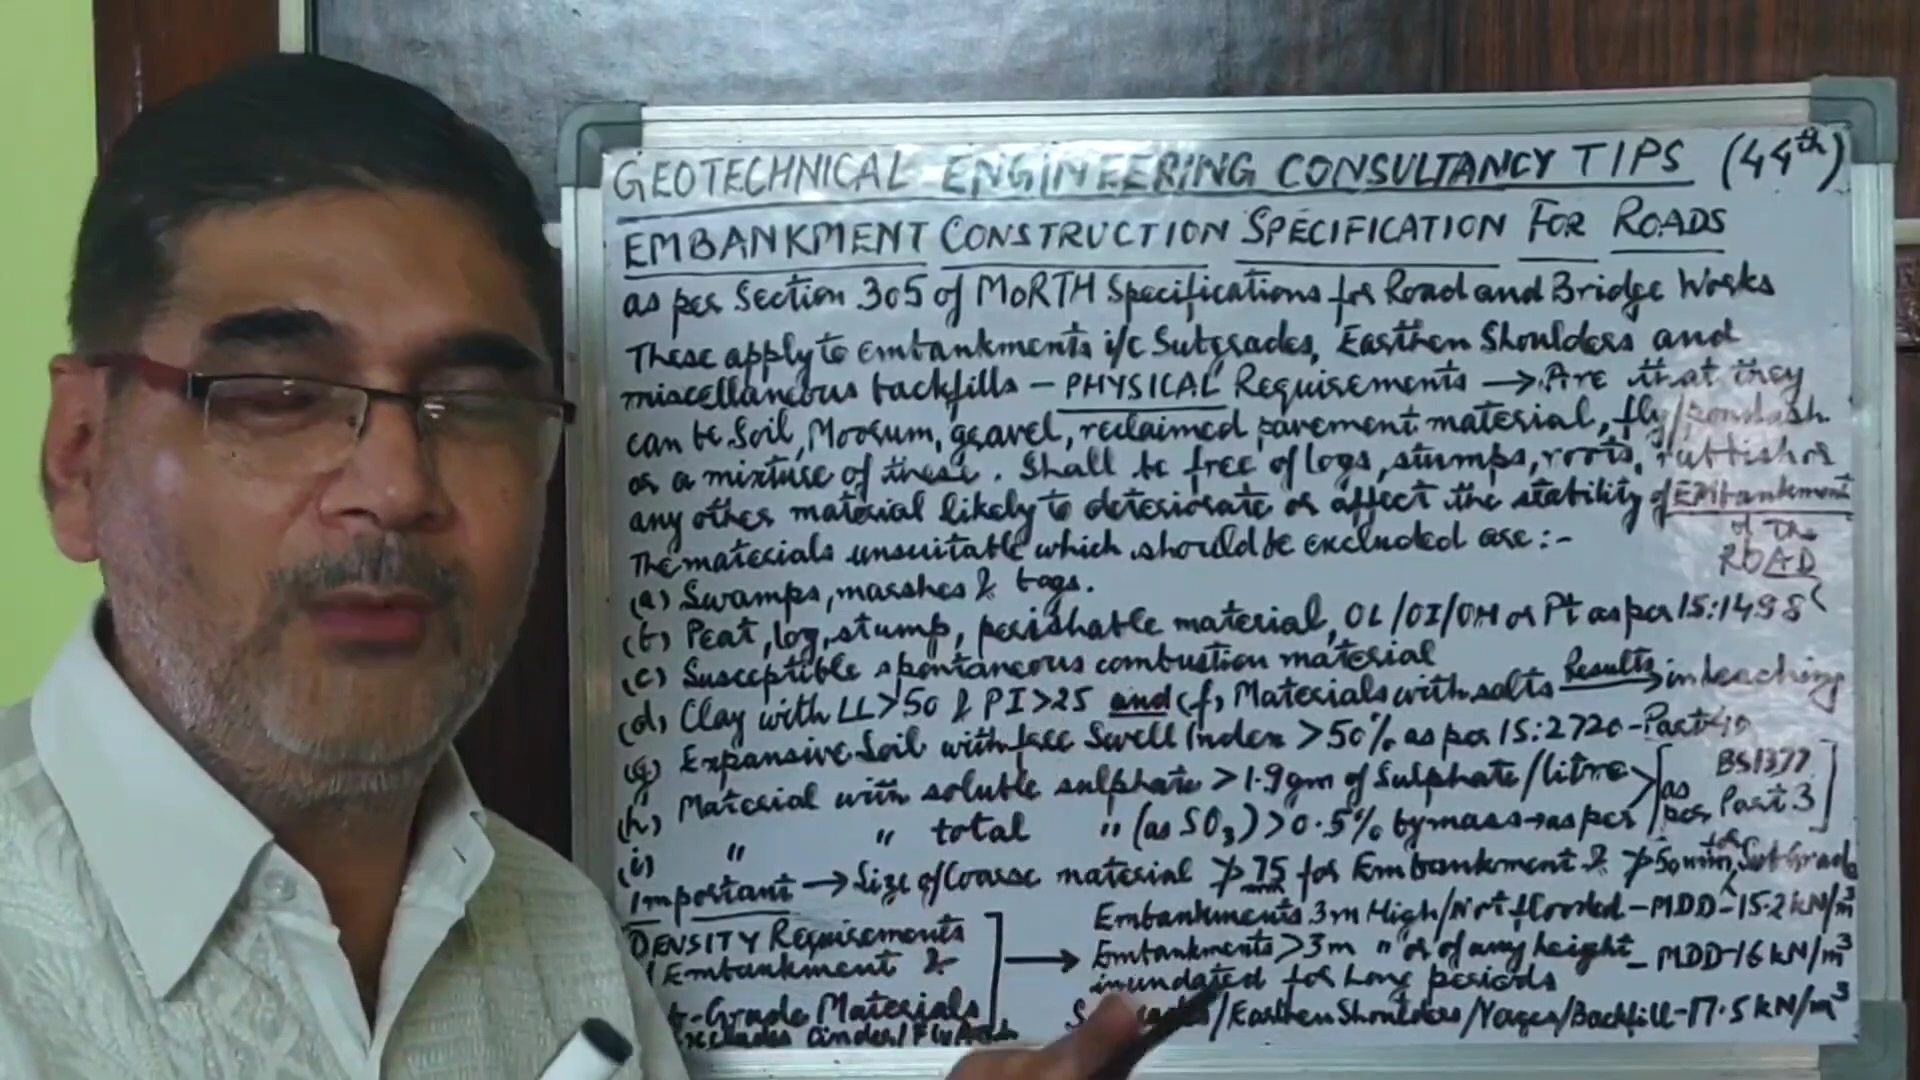 GEOTECHNICAL ENGINEERING CONSULTANCY TIPS (44th)
EMBANKMENT CONSTRUCTION SPECIFICATION FOR ROADS
as per Section 305 of MoRTH Specifications for Road and Bridge Works
These apply to embankments i/c Subgrades, Earthen Shoulders and
miscellaneous backfills - PHYSICAL Requirements → Are that they
can be Soil, Moorum, gravel, reclaimed pavement material, fly/pondash
or a mixture of these. Shall be free of logs, stumps, roots, rubbish or
any other material likely to deteriorate or affect the stability of EMbankment
of the
ROAD
The materials unsuitable which should be excluded are :-
(a) Swamps, marshes & bogs.
(b) Peat, log, stump, perishable material, OL/OI/OH or Pt as per IS:1498
(c) Susceptible spontaneous combustion material
(d) Clay with LL>50 & PI>25 and (f) Materials with salts Results in leaching
(g) Expansive Soil with free Swell Index >50% as per IS:2720-Part 40
(h) Material with soluble sulphate >1.9gm of Sulphate/litre
(i) " " total " (as SO3) >0.5% by mass → as per
as per BS1377 Part 3
Important → Size of Coarse material ≯ 75 mm for Embankment & ≯ 50 mm for SubGrade
DENSITY Requirements
Embankment &
-Grade Materials
Cinder/
Embankments 3m High/Not flooded - MDD - 15.2 kN/m3
Embankments >3m " or of any height - MDD - 16 kN/m3
inundated for Long periods
/Earthen Shoulders/Verges/Backfill - 17.5 kN/m3